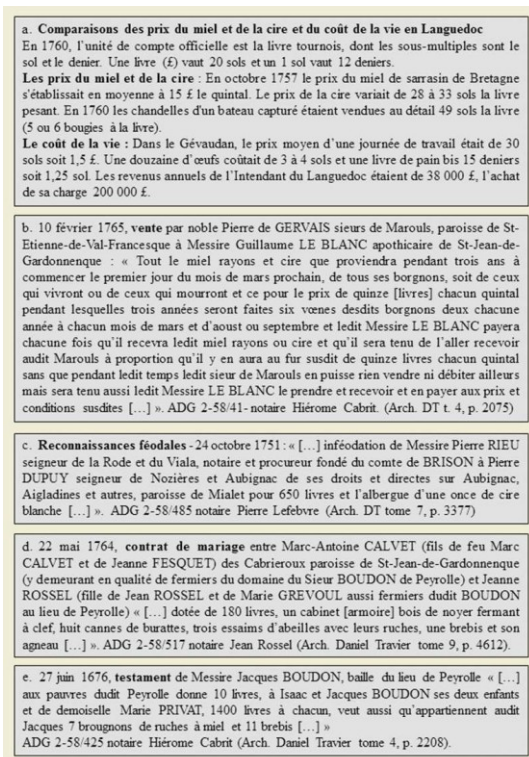 a. Comparaisons des prix du miel et de la cire et du coût de la vie en Languedoc
En 1760, l'unité de compte officielle est la livre tournois, dont les sous-multiples sont le
sol et le denier. Une livre (£) vaut 20 sols et un 1 sol vaut 12 deniers.
Les prix du miel et de la cire : En octobre 1757 le prix du miel de sarrasin de Bretagne
s'établissait en moyenne à 15 £ le quintal. Le prix de la cire variait de 28 à 33 sols la livre
pesant. En 1760 les chandelles d'un bateau capturé étaient vendues au détail 49 sols la livre
(5 ou 6 bougies à la livre).
Le coût de la vie : Dans le Gévaudan, le prix moyen d'une journée de travail était de 30
sols soit 1,5 £. Une douzaine d'œufs coûtait de 3 à 4 sols et une livre de pain bis 15 deniers
soit 1,25 sol. Les revenus annuels de l'Intendant du Languedoc étaient de 38 000 £, l'achat
de sa charge 200 000 £.
b. 10 février 1765, vente par noble Pierre de GERVAIS sieurs de Marouls, paroisse de St-
Etienne-de-Val-Francesque à Messire Guillaume LE BLANC apothicaire de St-Jean-de-
Gardonnenque : « Tout le miel rayons et cire que proviendra pendant trois ans à
commencer le premier jour du mois de mars prochain, de tous ses borgnons, soit de ceux
qui vivront ou de ceux qui mourront et ce pour le prix de quinze [livres] chacun quintal
pendant lesquelles trois années seront faites six vœnes desdits borgnons deux chacune
année à chacun mois de mars et d'aoust ou septembre et ledit Messire LE BLANC payera
chacune fois qu'il recevra ledit miel rayons ou cire et qu'il sera tenu de l'aller recevoir
audit Marouls à proportion qu'il y en aura au fur susdit de quinze livres chacun quintal
sans que pendant ledit temps ledit sieur de Marouls en puisse rien vendre ni débiter ailleurs
mais sera tenu aussi ledit Messire LE BLANC le prendre et recevoir et en payer aux prix et
conditions susdites [...] ». ADG 2-58/41- notaire Hiérome Cabrit. (Arch. DT t. 4, p. 2075)
c. Reconnaissances féodales - 24 octobre 1751 : « [...] inféodation de Messire Pierre RIEU
seigneur de la Rode et du Viala, notaire et procureur fondé du comte de BRISON à Pierre
DUPUY seigneur de Nozières et Aubignac de ses droits et directes sur Aubignac,
Aigladines et autres, paroisse de Mialet pour 650 livres et l'albergue d'une once de cire
blanche [...] ». ADG 2-58/485 notaire Pierre Lefebvre (Arch. DT tome 7, p. 3377)
d. 22 mai 1764, contrat de mariage entre Marc-Antoine CALVET (fils de feu Marc
CALVET et de Jeanne FESQUET) des Cabrieroux paroisse de St-Jean-de-Gardonnenque
(y demeurant en qualité de fermiers du domaine du Sieur BOUDON de Peyrolle) et Jeanne
ROSSEL (fille de Jean ROSSEL et de Marie GREVOUL aussi fermiers dudit BOUDON
au lieu de Peyrolle) « [...] dotée de 180 livres, un cabinet [armoire] bois de noyer fermant
à clef, huit cannes de burattes, trois essaims d'abeilles avec leurs ruches, une brebis et son
agneau [...] ». ADG 2-58/517 notaire Jean Rossel (Arch. Daniel Travier tome 9, p. 4612).
e. 27 juin 1676, testament de Messire Jacques BOUDON, baille du lieu de Peyrolle « [...]
aux pauvres dudit Peyrolle donne 10 livres, à Isaac et Jacques BOUDON ses deux enfants
et de demoiselle Marie PRIVAT, 1400 livres à chacun, veut aussi qu'appartiennent audit
Jacques 7 brougnons de ruches à miel et 11 brebis [...] »
ADG 2-58/425 notaire Hiérome Cabrit (Arch. Daniel Travier tome 4, p. 2208).